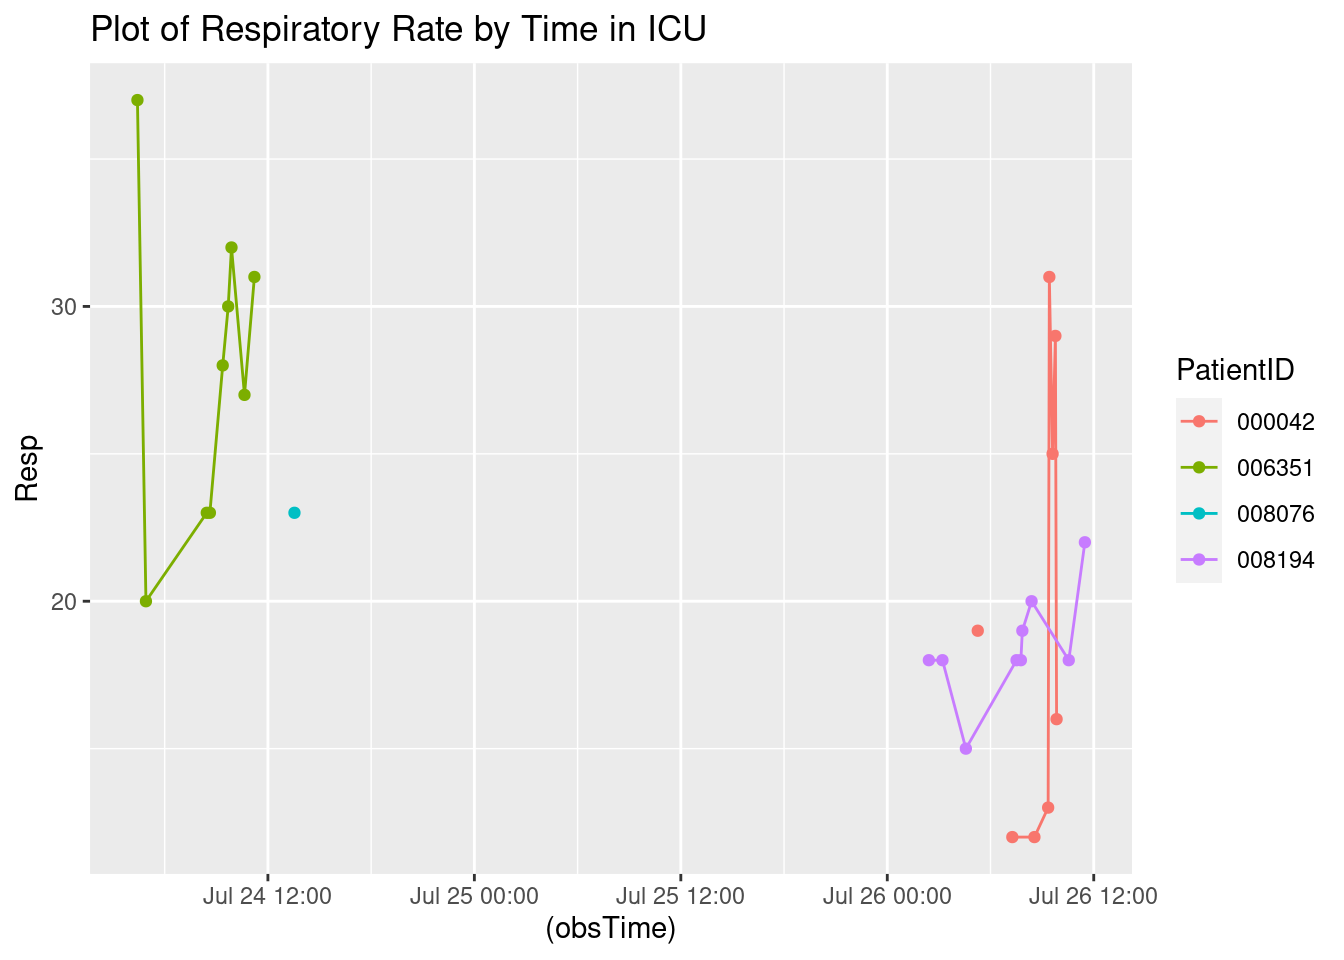 Plot of Respiratory Rate by Time in ICU
Resp
30
20
Jul 24 12:00
Jul 25 00:00
Jul 25 12:00
Jul 26 00:00
Jul 26 12:00
(obsTime)
PatientID
000042
006351
008076
008194